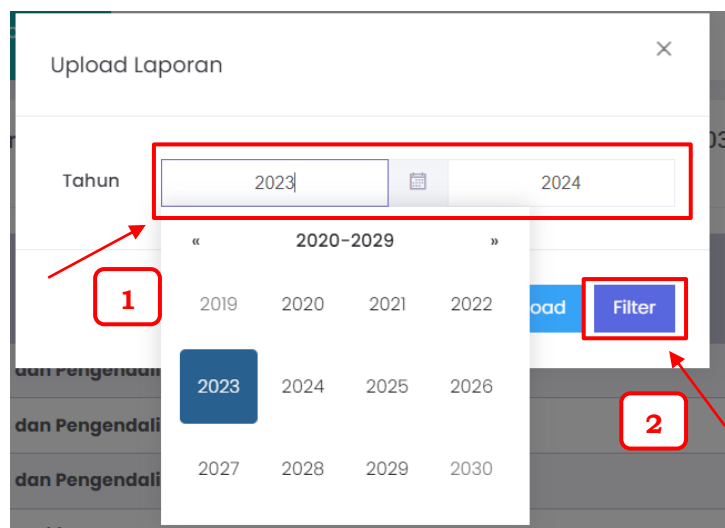 Upload Laporan
Tahun
2023
2024
« 2020-2029 »
1
2019 2020 2021 2022
oad
Filter
2023 2024 2025 2026
2
dan Pengendali
dan Pengendali
2027 2028 2029 2030
dan Pengendali